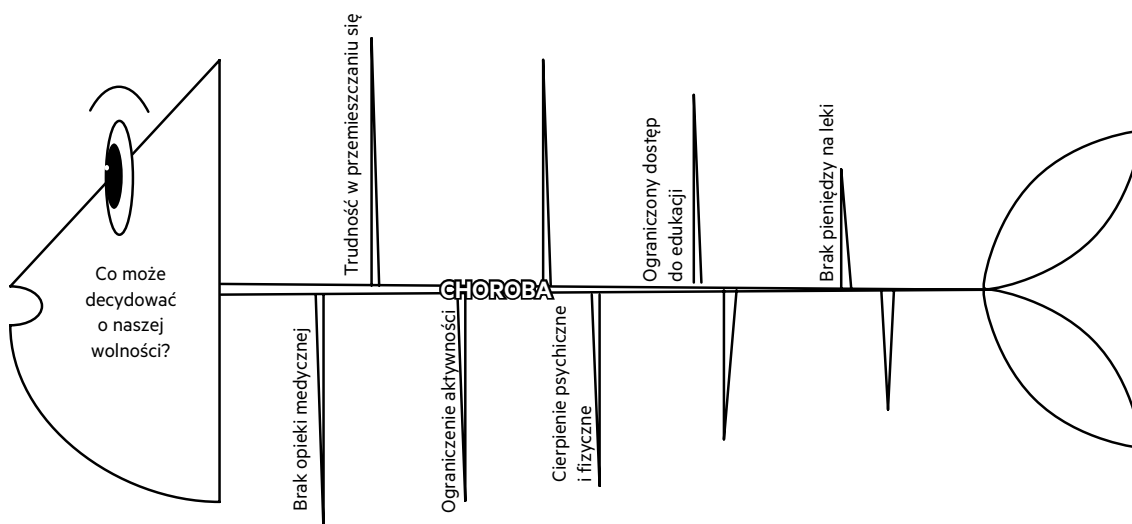 Co może
decydować
o naszej
wolności?
Trudność w przemieszczaniu się
Ograniczony dostęp
do edukacji
Brak pieniędzy na leki
CHOROBA
Brak opieki medycznej
Ograniczenie aktywności
Cierpienie psychiczne
i fizyczne